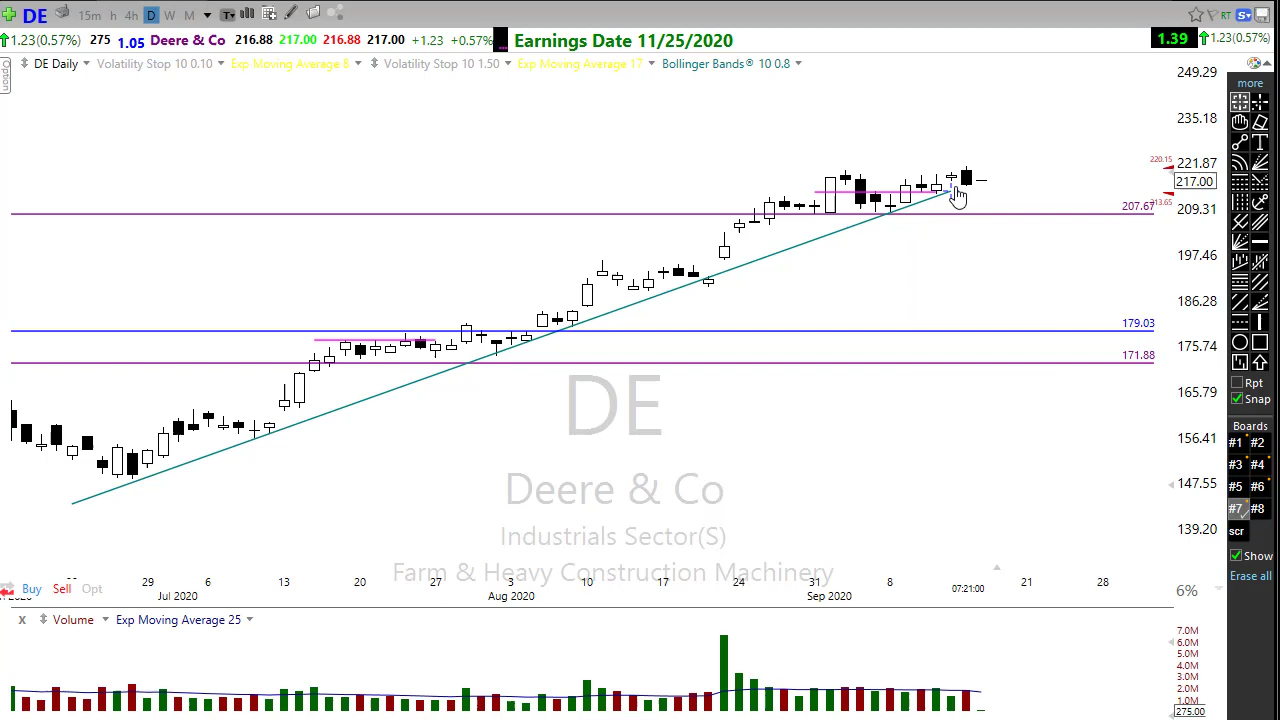 DE 15m h 4h D W M T RT S
1.23(0.57%) 275 1.05 Deere & Co 216.88 217.00 216.88 217.00 +1.23 +0.57% Earnings Date 11/25/2020 1.39 1.23(0.57%)
Option
DE Daily Volatility Stop 10 0.10 Exp Moving Average 8 Volatility Stop 10 1.50 Exp Moving Average 17 Bollinger Bands® 10 0.8
249.29
235.18
221.87
220.15
217.00
213.65
209.31
207.67
197.46
186.28
179.03
175.74
171.88
165.79
156.41
147.55
139.20
DE
Deere & Co
Industrials Sector(S)
Farm & Heavy Construction Machinery
29 6 13 20 27 3 10 17 24 31 8 07:21:00 21 28
Jul 2020 Aug 2020 Sep 2020
Buy Sell Opt
6%
X Volume Exp Moving Average 25
7.0M
6.0M
5.0M
4.0M
3.0M
2.0M
1.0M
275.00
more
T
Rpt
Snap
Boards
#1 #2
#3 #4
#5 #6
#7 #8
scr
Show
Erase all